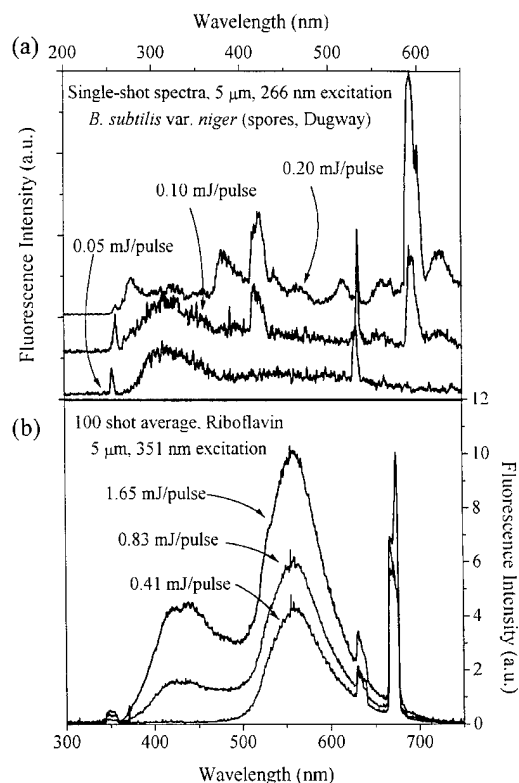 Wavelength (nm)
(a)
200 300 400 500 600
Single-shot spectra, 5 µm, 266 nm excitation
B. subtilis var. niger (spores, Dugway)
0.20 mJ/pulse
0.10 mJ/pulse
0.05 mJ/pulse
Fluorescence Intensity (a.u.)
12
(b)
100 shot average, Riboflavin
5 µm, 351 nm excitation
10
1.65 mJ/pulse
8
0.83 mJ/pulse
6
0.41 mJ/pulse
4
2
0
Fluorescence Intensity (a.u.)
300 400 500 600 700
Wavelength (nm)